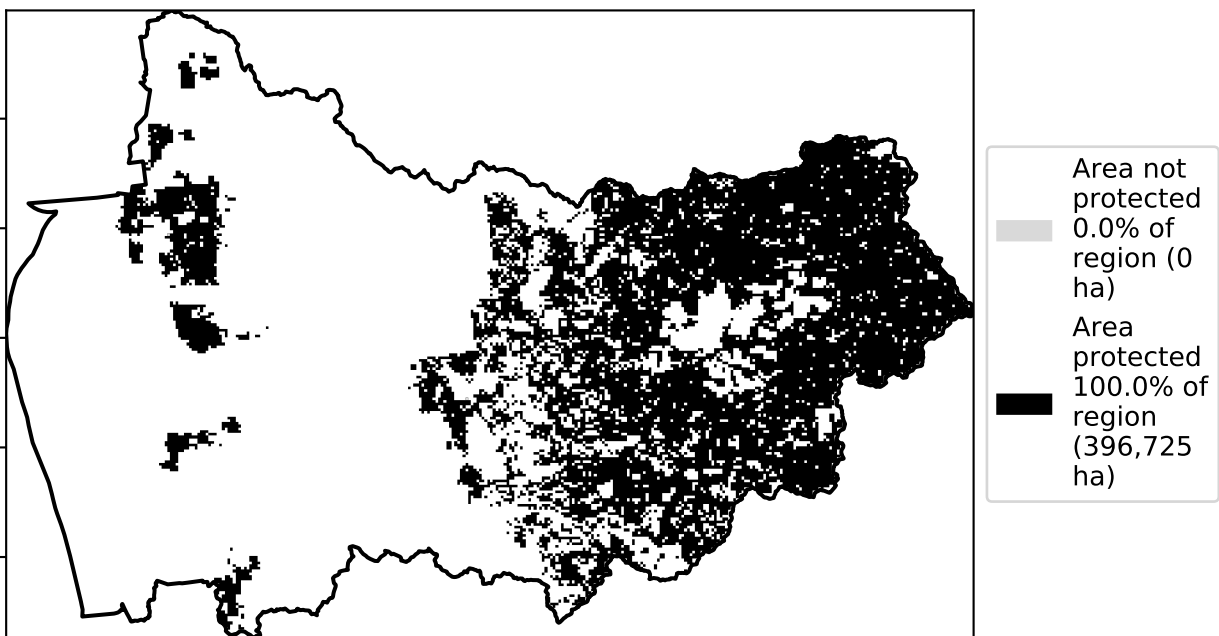 Area not
protected
0.0% of
region (0
ha)
Area
protected
100.0% of
region
(396,725
ha)